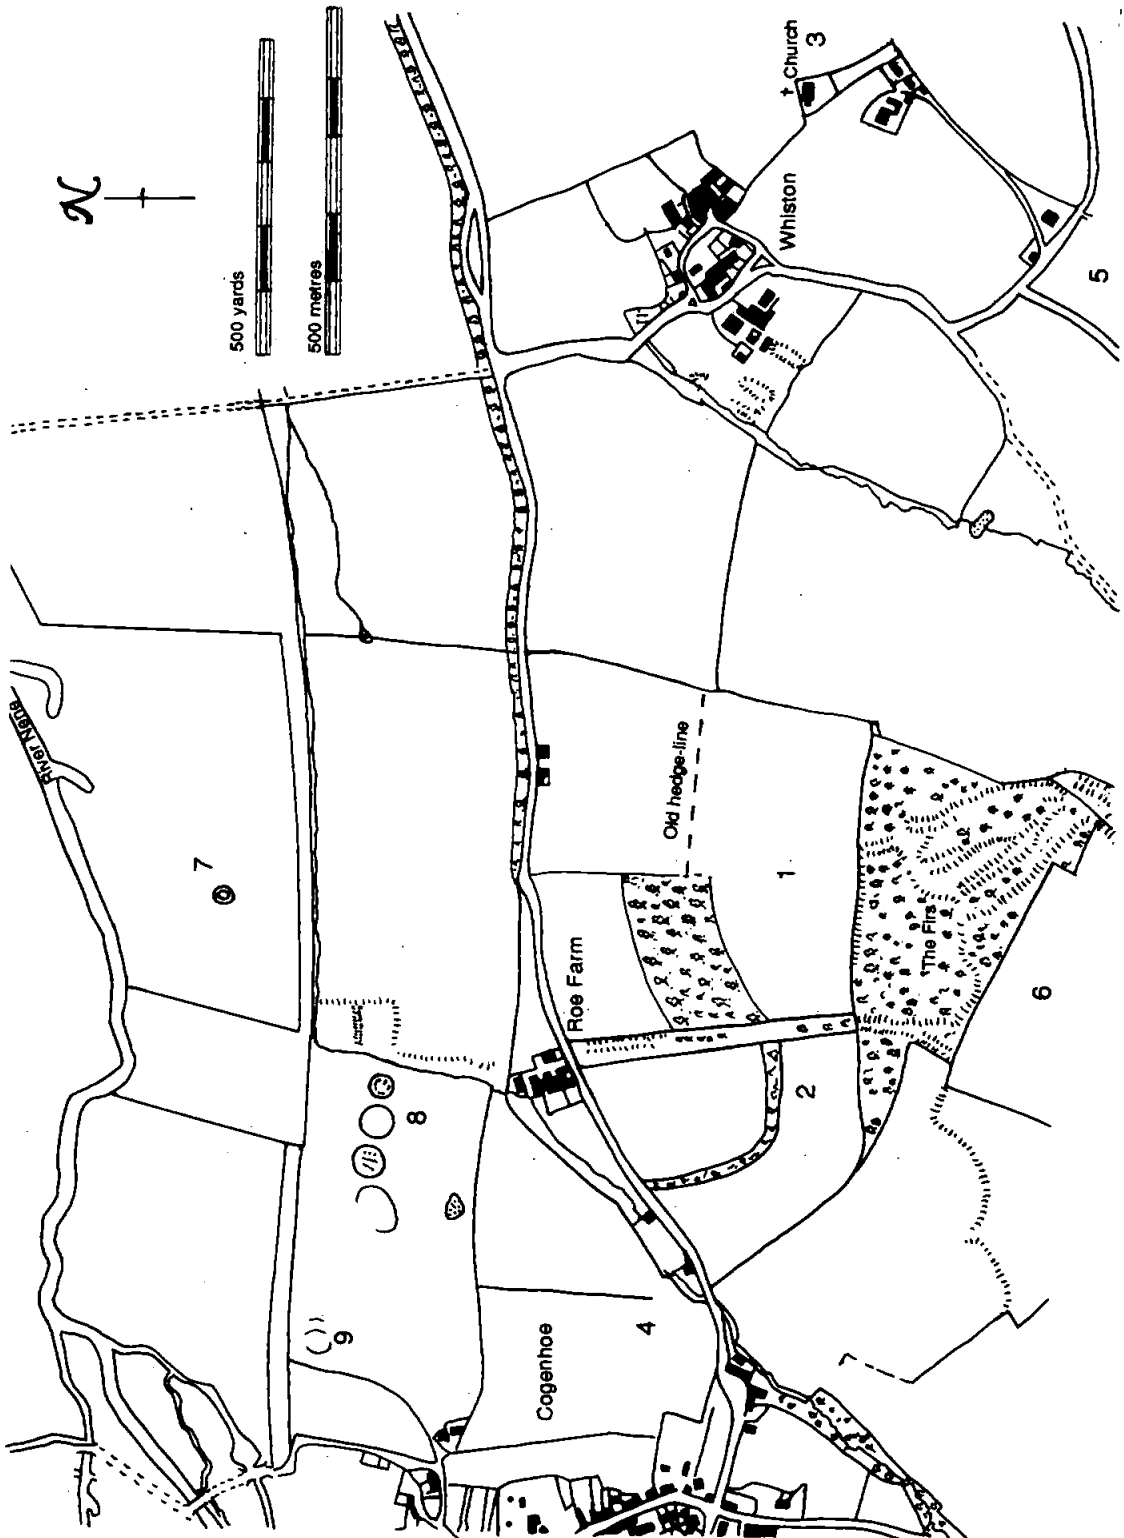 N
500 yards
500 metres
Church
3
Whiston
5
River Nene
7
Old hedge-line
1
The Firs
6
Roe Farm
2
8
9
4
Cogenhoe